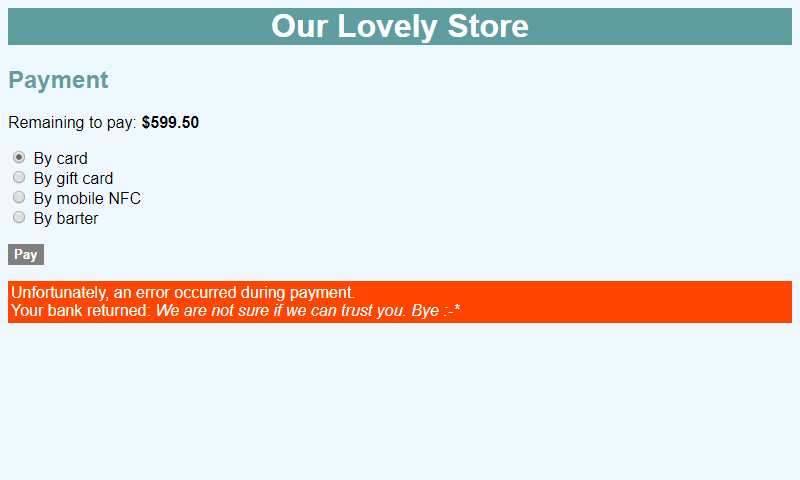 Our Lovely Store
Payment
Remaining to pay: $599.50
By card
By gift card
By mobile NFC
By barter
Pay
Unfortunately, an error occurred during payment.
Your bank returned: We are not sure if we can trust you. Bye :-*